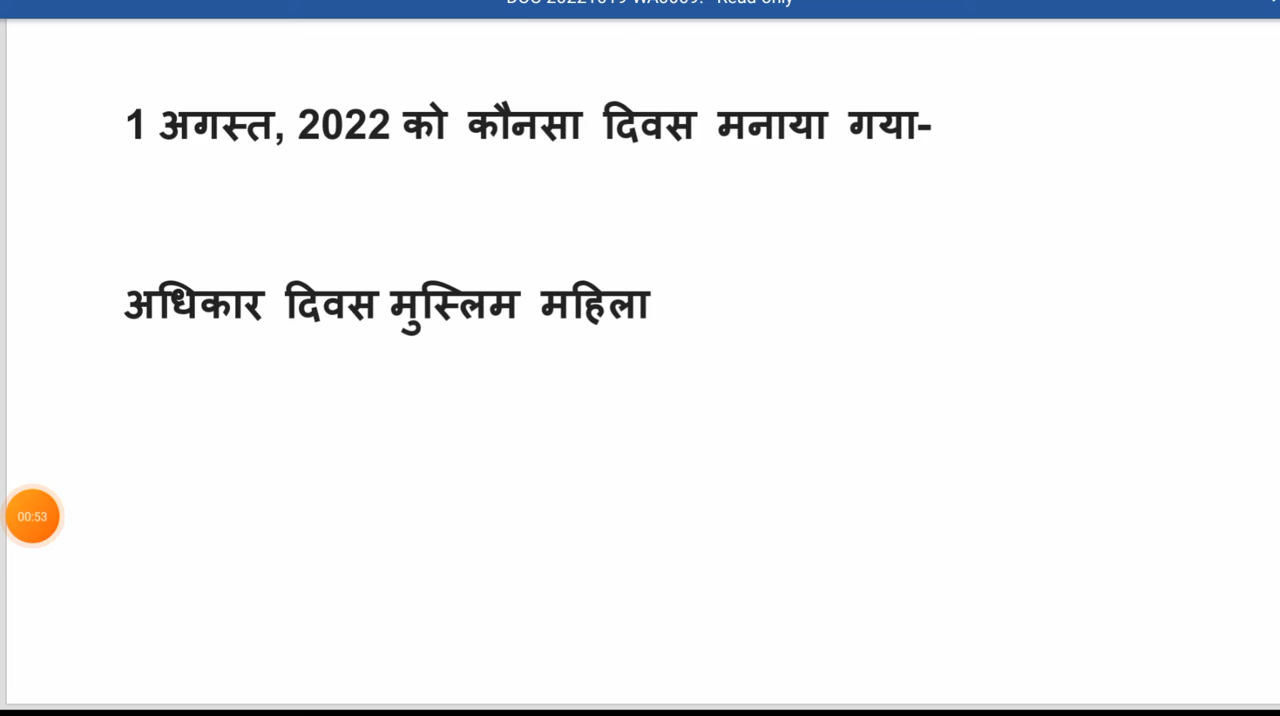 1 अगस्त, 2022 को कौनसा दिवस मनाया गया-
अधिकार दिवस मुस्लिम महिला
00:53